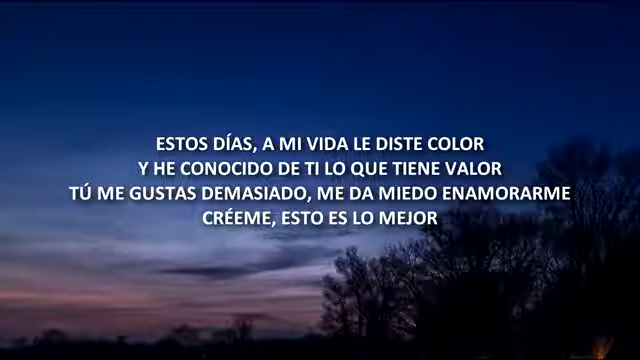 ESTOS DÍAS, A MI VIDA LE DISTE COLOR
Y HE CONOCIDO DE TI LO QUE TIENE VALOR
TÚ ME GUSTAS DEMASIADO, ME DA MIEDO ENAMORARME
CRÉEME, ESTO ES LO MEJOR